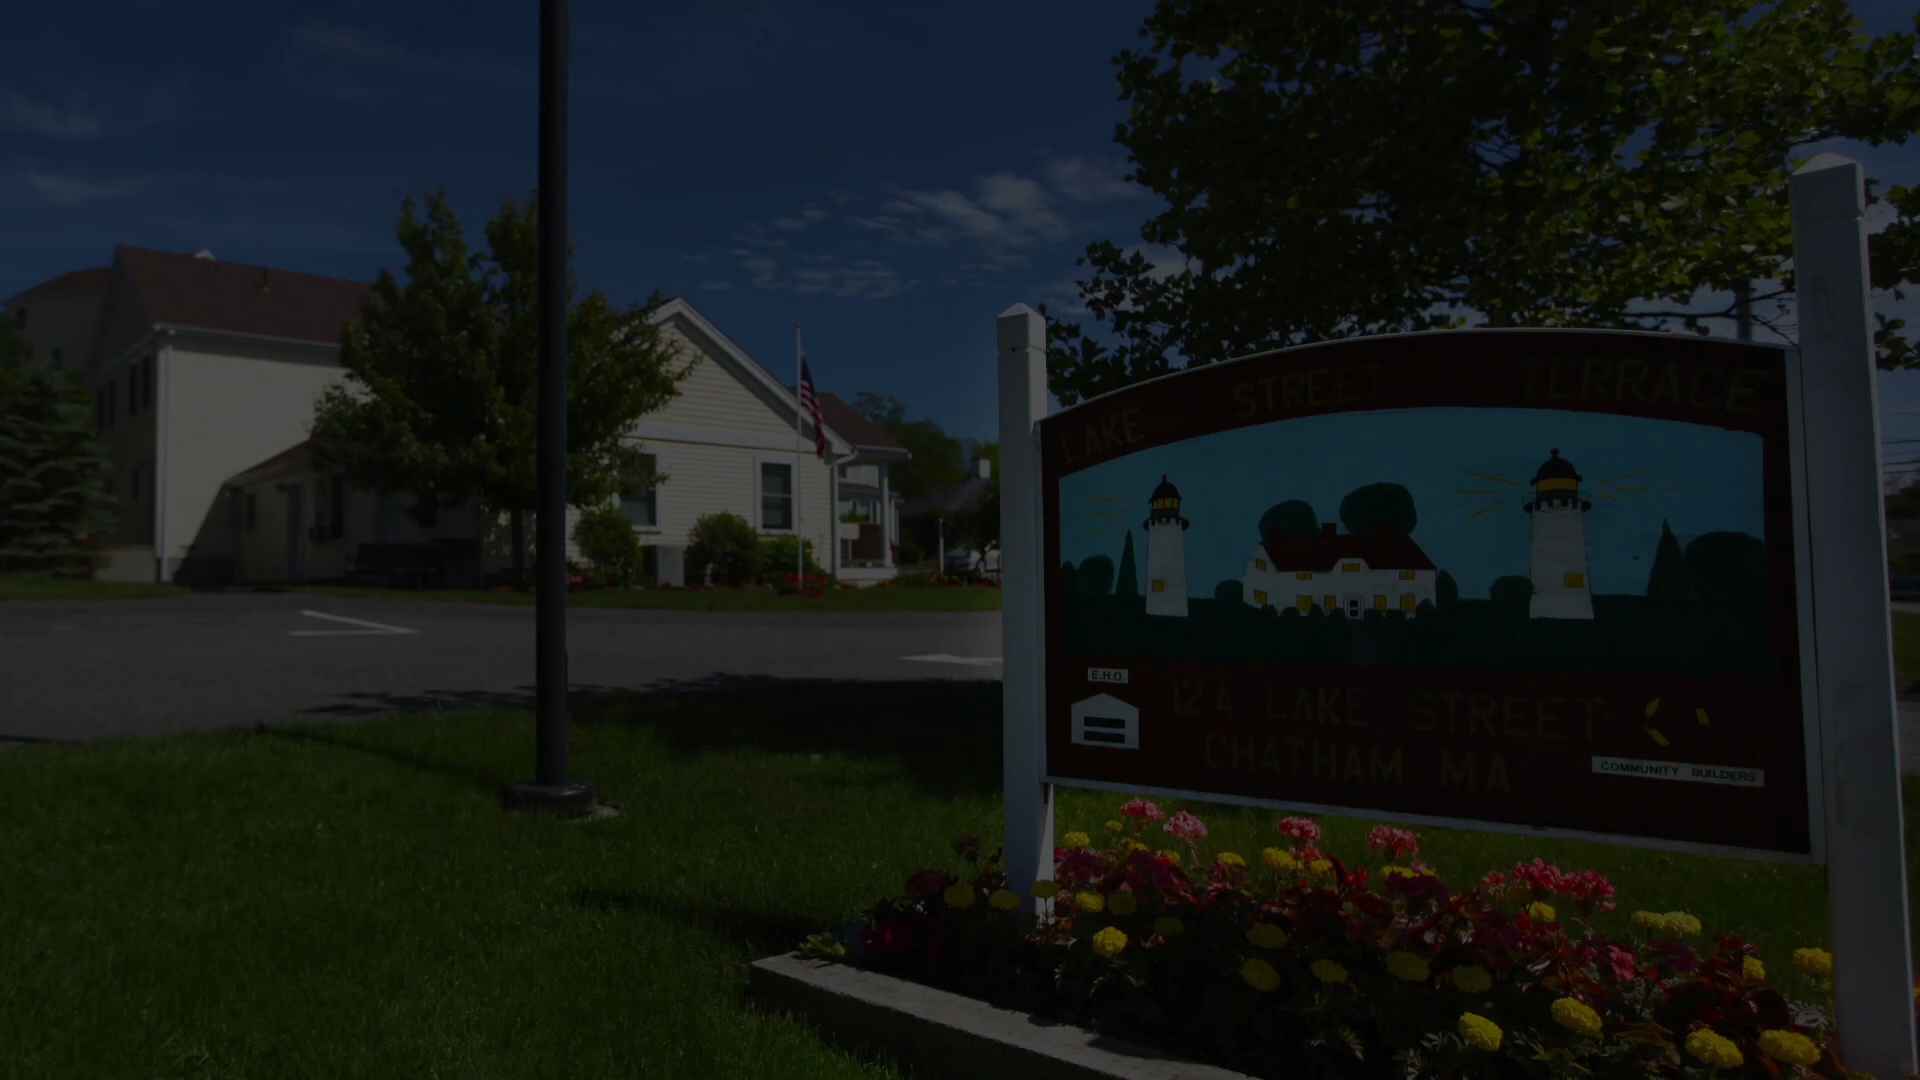 LAKE STREET TERRACE
E.H.O.
12A LAKE STREET
CHATHAM MA
COMMUNITY BUILDERS